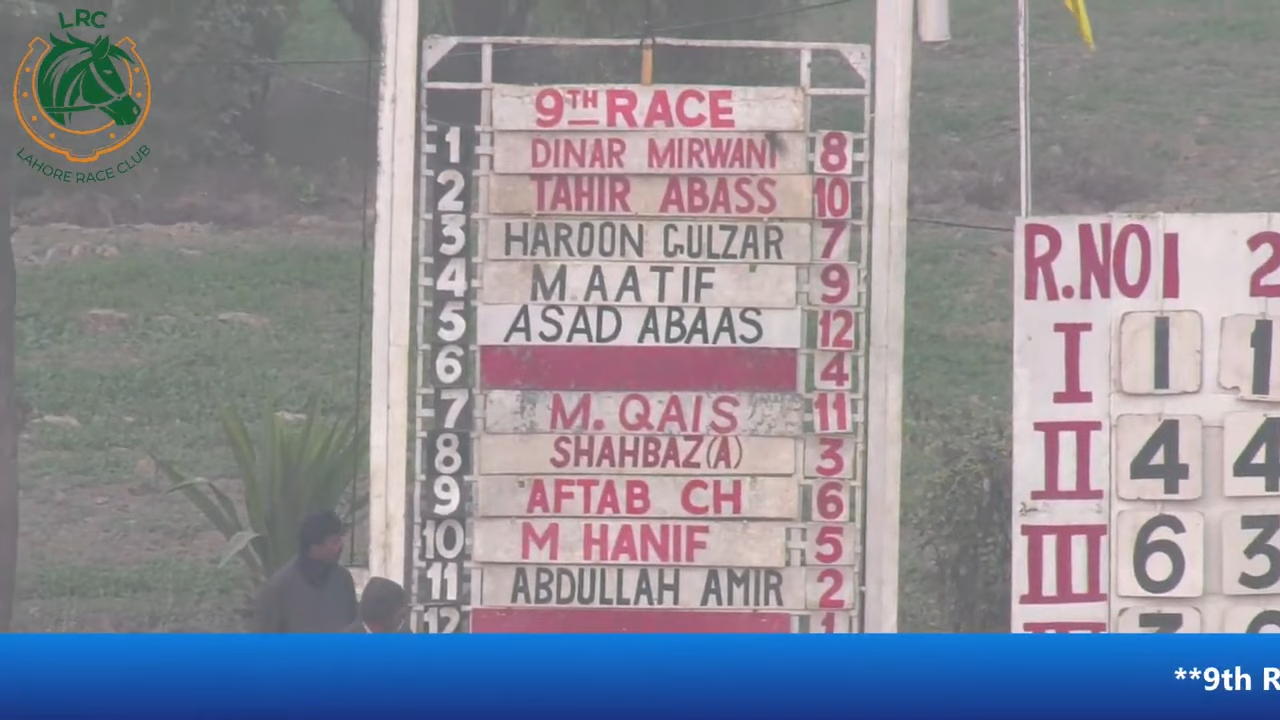 LRC
LAHORE RACE CLUB
9TH RACE
1 DINAR MIRWANI 8
2 TAHIR ABASS 10
3 HAROON GULZAR 7
4 M.AATIF 9
5 ASAD ABAAS 12
6 4
7 M. QAIS 11
8 SHAHBAZ(A) 3
9 AFTAB CH 6
10 M HANIF 5
11 ABDULLAH AMIR 2
12 1
R.NO 1 2
I 1 1
II 4 4
III 6 3
**9th R